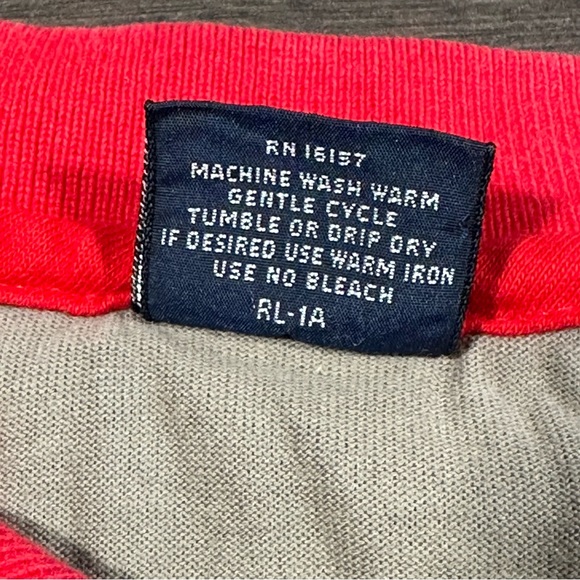 RN 16157
MACHINE WASH WARM
GENTLE CYCLE
TUMBLE OR DRIP DRY
IF DESIRED USE WARM IRON
USE NO BLEACH
RL-1A